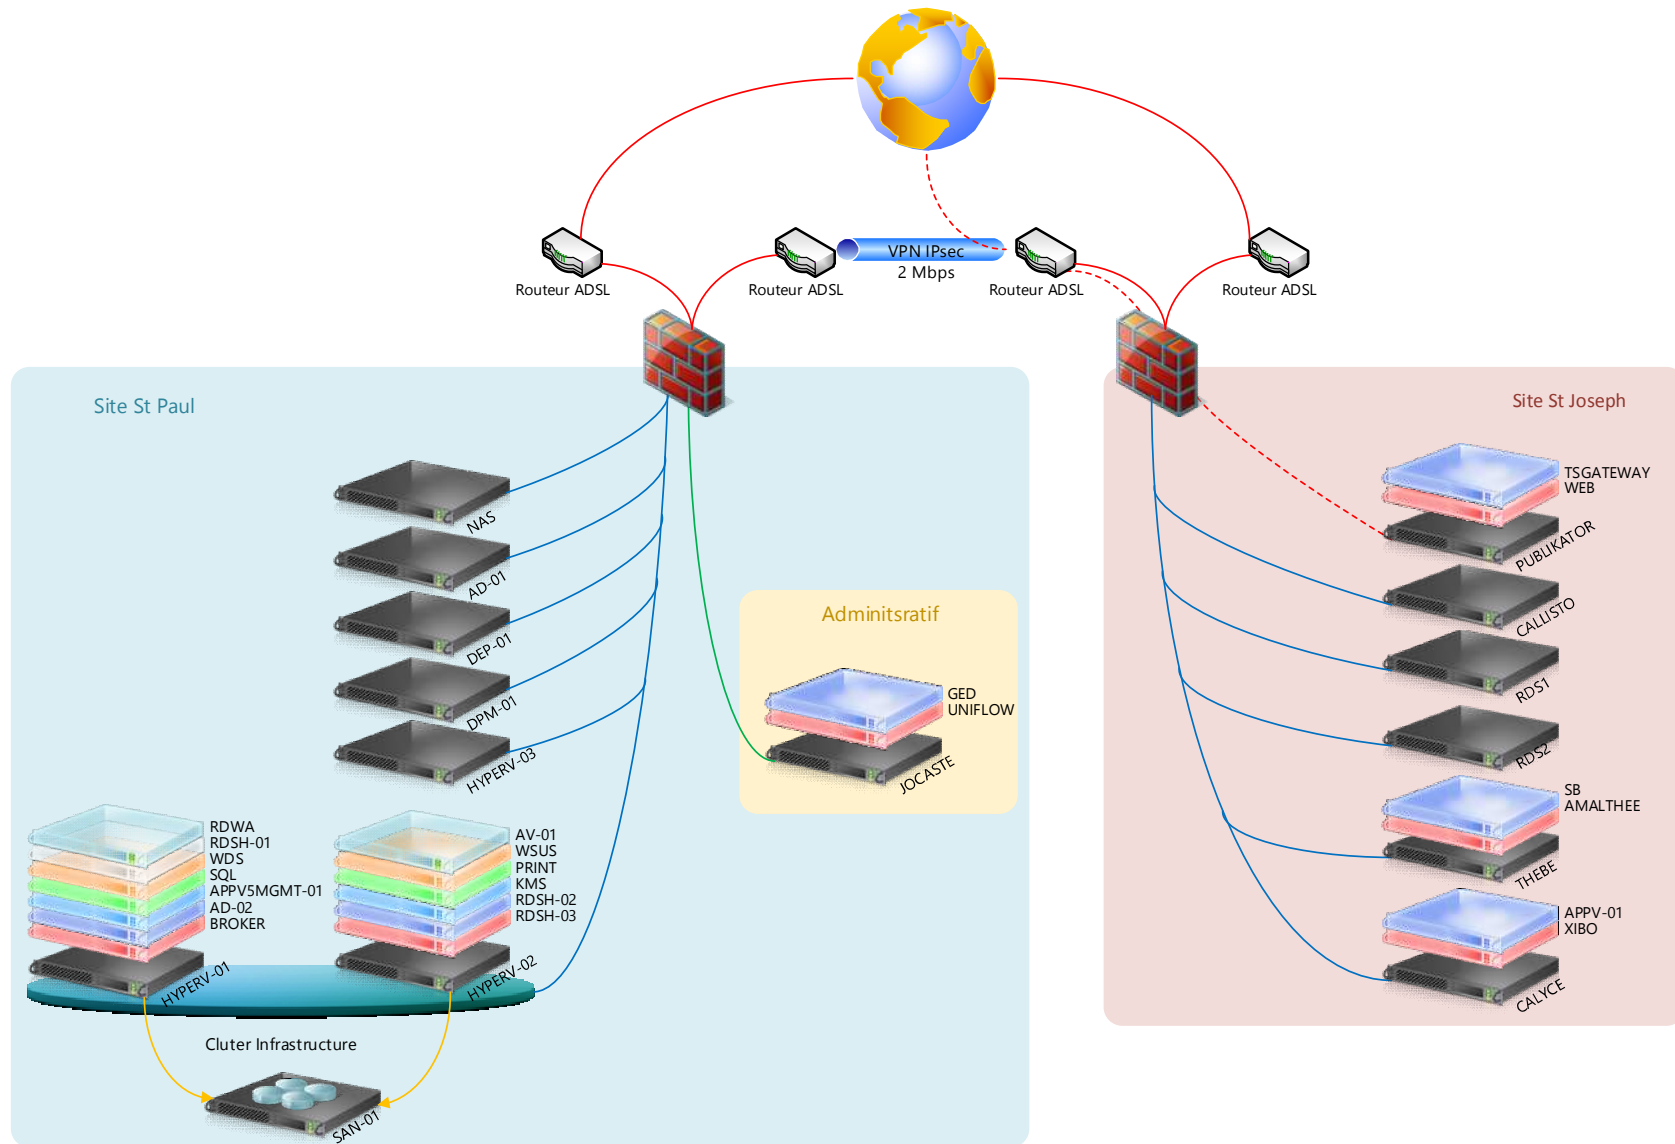 VPN IPsec
2 Mbps
Routeur ADSL
Routeur ADSL
Routeur ADSL
Routeur ADSL
Site St Paul
NAS
AD-01
DEP-01
DPM-01
HYPERV-03
RDWA
RDSH-01
WDS
SQL
APPV5MGMT-01
AD-02
BROKER
HYPERV-01
AV-01
WSUS
PRINT
KMS
RDSH-02
RDSH-03
HYPERV-02
Cluter Infrastructure
SAN-01
Adminitsratif
GED
UNIFLOW
JOCASTE
Site St Joseph
TSGATEWAY
WEB
PUBLIKATOR
CALLISTO
RDS1
RDS2
SB
AMALTHEE
THEBE
APPV-01
XIBO
CALYCE